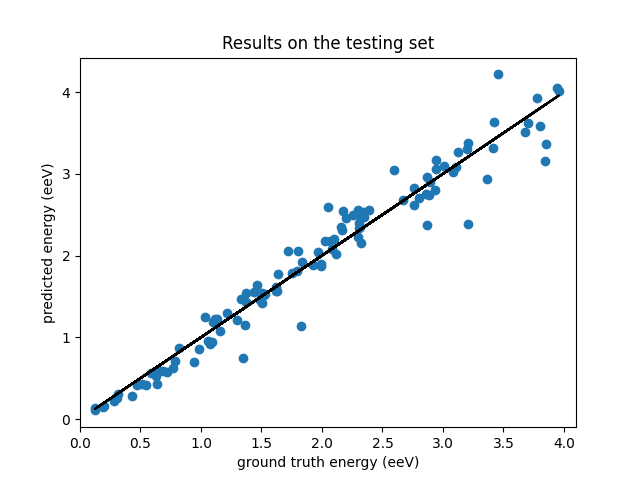 Results on the testing set
4
3
2
1
0
predicted energy (eeV)
0.0 0.5 1.0 1.5 2.0 2.5 3.0 3.5 4.0
ground truth energy (eeV)